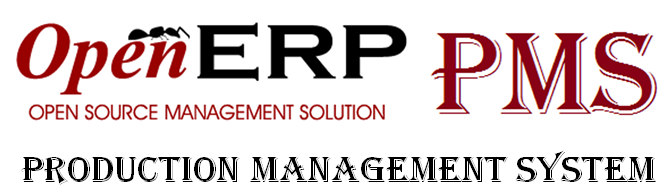 OpenERP PMS
OPEN SOURCE MANAGEMENT SOLUTION
PRODUCTION MANAGEMENT SYSTEM